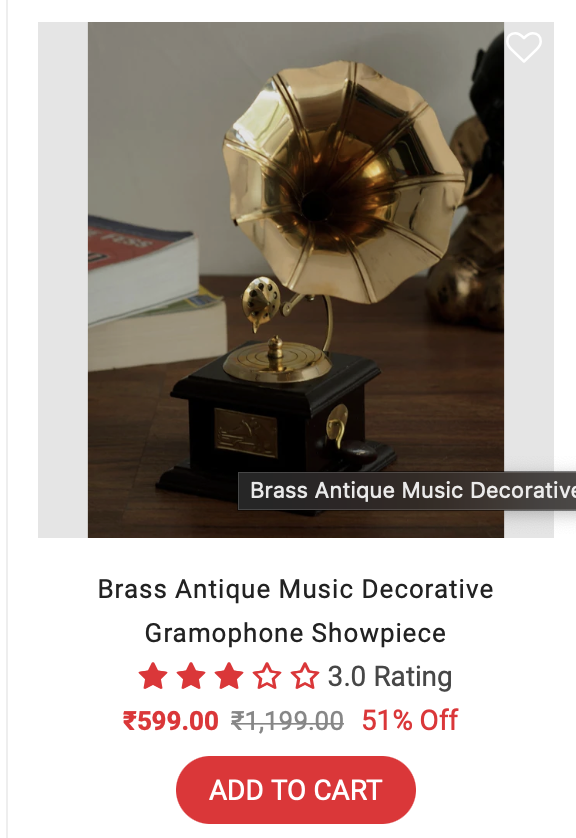 Brass Antique Music Decorative
Brass Antique Music Decorative
Gramophone Showpiece
3.0 Rating
₹599.00 ₹1,199.00 51% Off
ADD TO CART